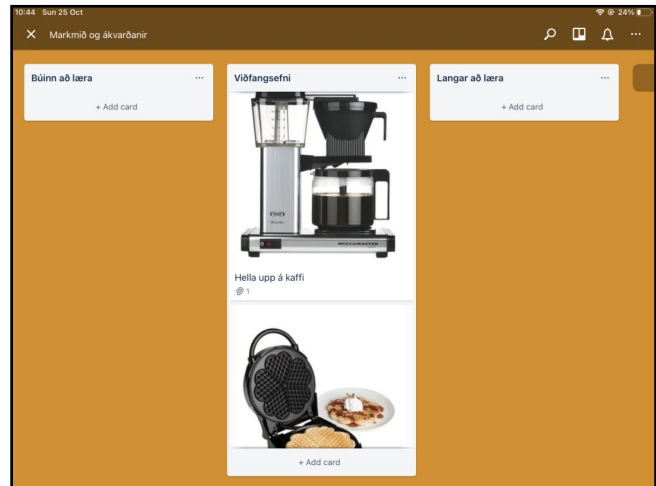 10:44 Sun 25 Oct
24%
Markmið og ákvarðanir
Búinn að læra
+ Add card
Viðfangsefni
MOCCAMASTER
Hella upp á kaffi
1
+ Add card
Langar að læra
+ Add card